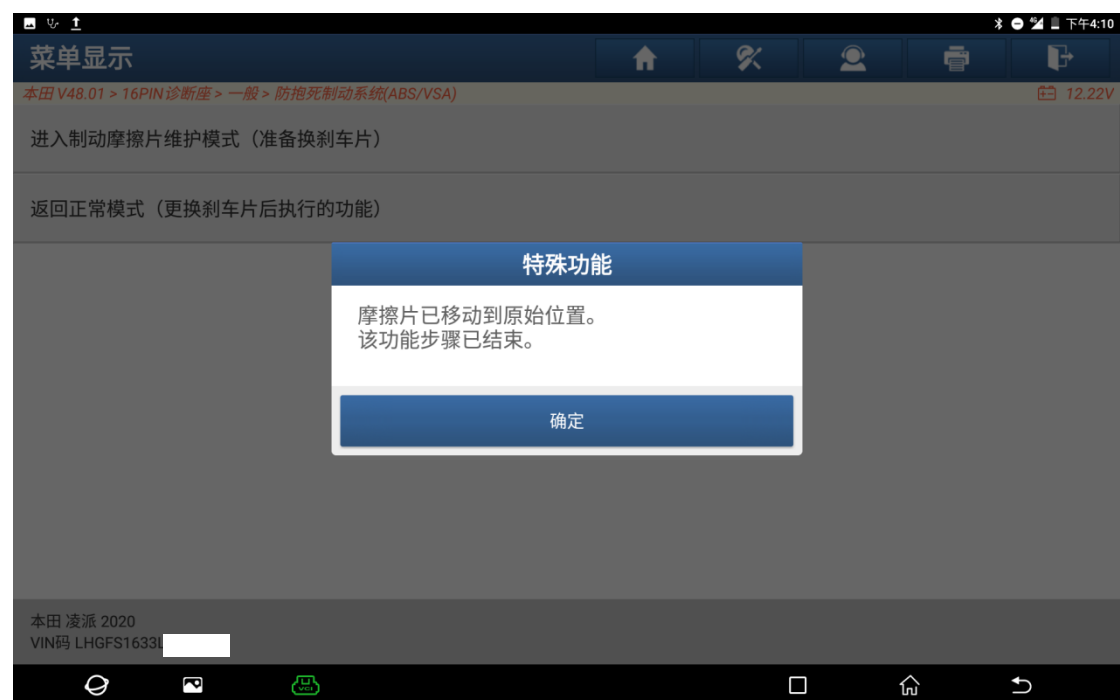 4G
下午4:10
菜单显示
本田 V48.01 > 16PIN诊断座 > 一般 > 防抱死制动系统(ABS/VSA)
12.22V
进入制动摩擦片维护模式（准备换刹车片）
返回正常模式（更换刹车片后执行的功能）
特殊功能
摩擦片已移动到原始位置。
该功能步骤已结束。
确定
本田 凌派 2020
VIN码 LHGFS1633L
VCI